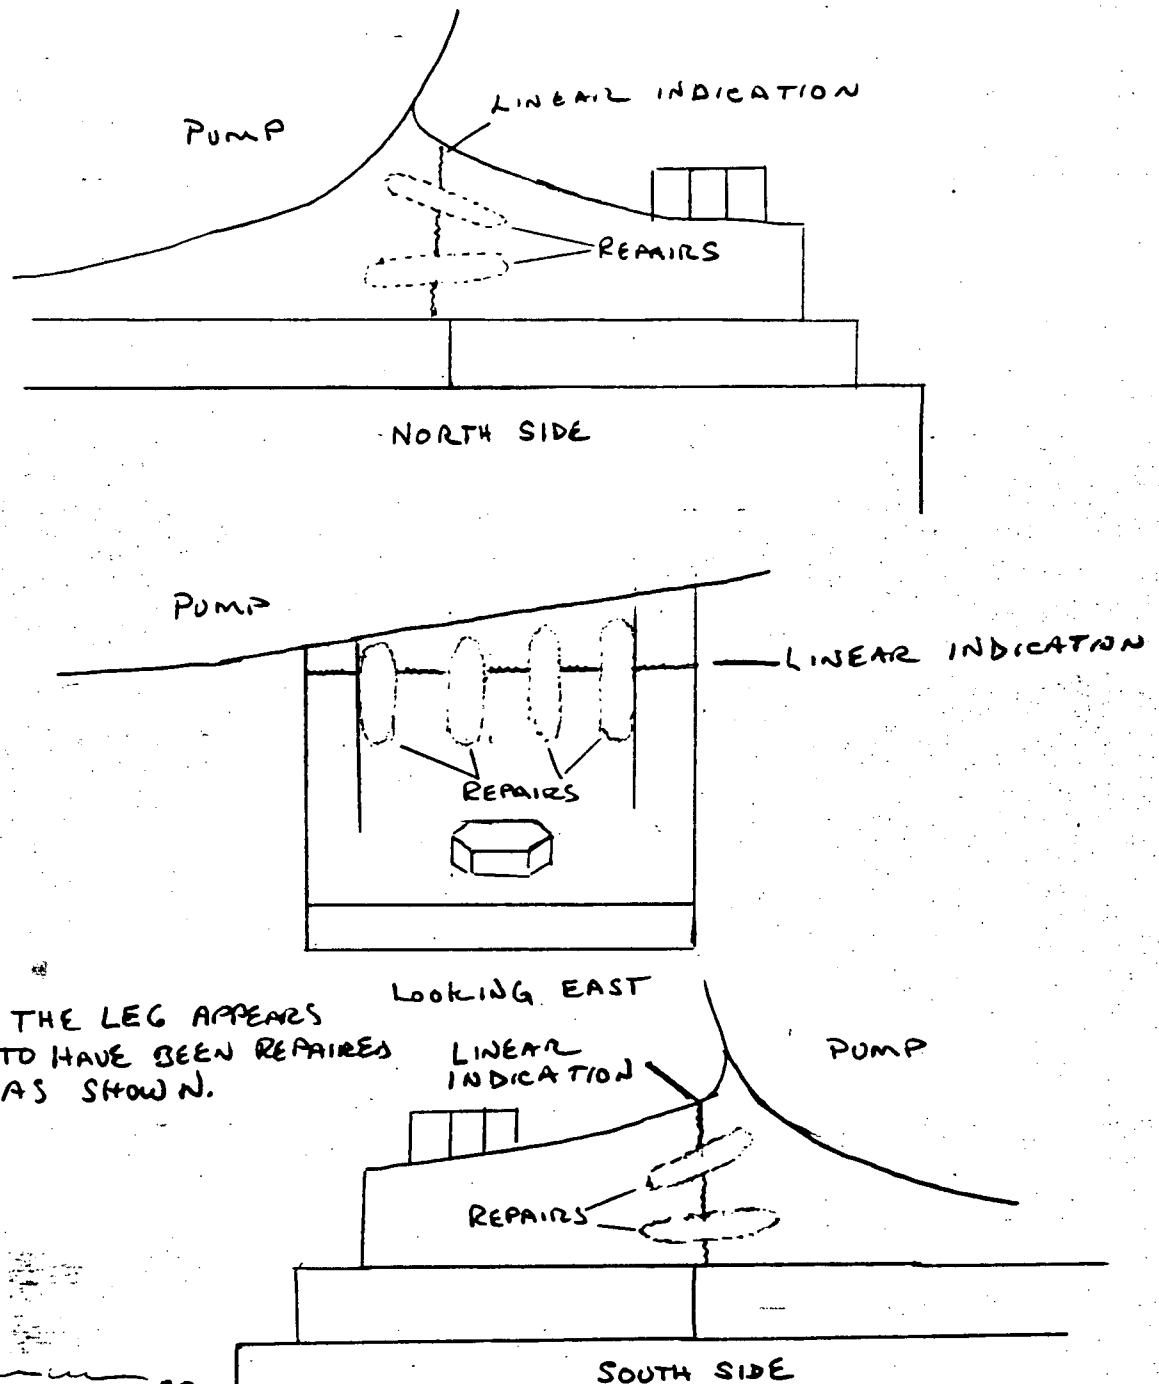 LINEAR INDICATION
PUMP
REPAIRS
NORTH SIDE
PUMP
LINEAR INDICATION
REPAIRS
LOOKING EAST
THE LEG APPEARS
TO HAVE BEEN REPAIRED
AS SHOWN.
LINEAR
INDICATION
PUMP
REPAIRS
SOUTH SIDE